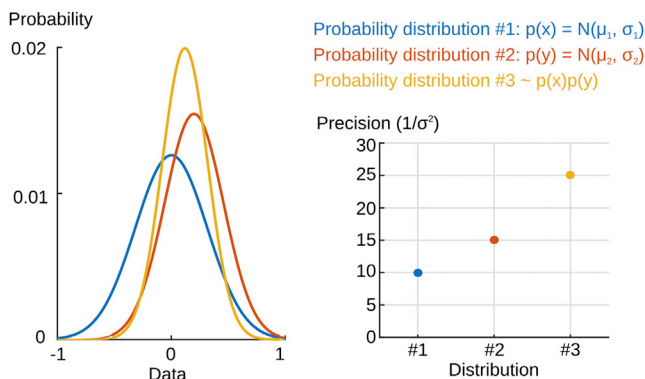 Probability
0.02
0.01
0
-1
0
1
Data
Probability distribution #1: p(x) = N(μ₁, σ₁)
Probability distribution #2: p(y) = N(μ₂, σ₂)
Probability distribution #3 ~ p(x)p(y)
Precision (1/σ²)
30
25
20
15
10
5
0
#1
#2
#3
Distribution